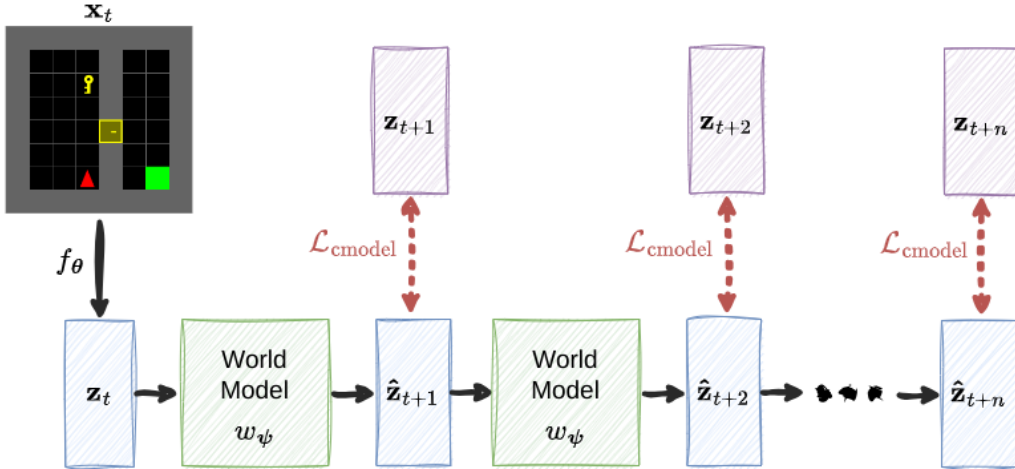 𝐱_t
𝐳_{t+1}
𝐳_{t+2}
𝐳_{t+n}
f_θ
ℒ_cmodel
ℒ_cmodel
ℒ_cmodel
𝐳_t
World
Model
w_ψ
𝐳̂_{t+1}
World
Model
w_ψ
𝐳̂_{t+2}
𝐳̂_{t+n}